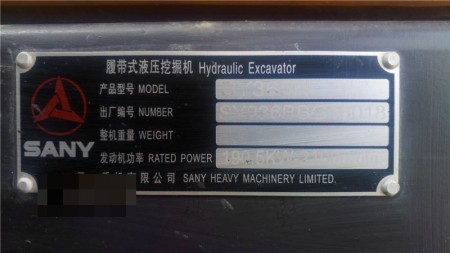 履带式液压挖掘机 Hydraulic Excavator
产品型号 MODEL
出厂编号 NUMBER
整机重量 WEIGHT
发动机功率 RATED POWER
SANY
有限公司 SANY HEAVY MACHINERY LIMITED.